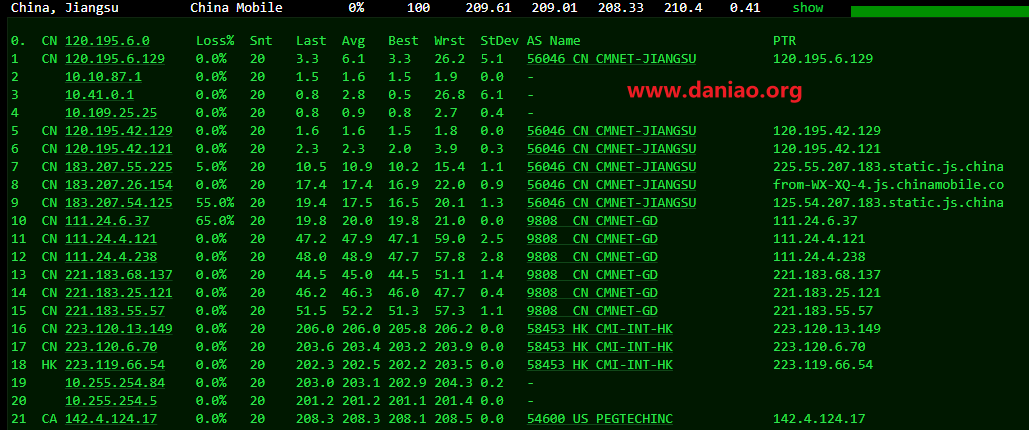 China, Jiangsu China Mobile 0% 100 209.61 209.01 208.33 210.4 0.41 show
0. CN 120.195.6.0 Loss% Snt Last Avg Best Wrst StDev AS Name PTR
1 CN 120.195.6.129 0.0% 20 3.3 6.1 3.3 26.2 5.1 56046 CN CMNET-JIANGSU 120.195.6.129
2 10.10.87.1 0.0% 20 1.5 1.6 1.5 1.9 0.0 -
www.daniao.org
3 10.41.0.1 0.0% 20 0.8 2.8 0.5 26.8 6.1 -
4 10.109.25.25 0.0% 20 0.8 0.9 0.8 2.7 0.4 -
5 CN 120.195.42.129 0.0% 20 1.6 1.6 1.5 1.8 0.0 56046 CN CMNET-JIANGSU 120.195.42.129
6 CN 120.195.42.121 0.0% 20 2.3 2.3 2.0 3.9 0.3 56046 CN CMNET-JIANGSU 120.195.42.121
7 CN 183.207.55.225 5.0% 20 10.5 10.9 10.2 15.4 1.1 56046 CN CMNET-JIANGSU 225.55.207.183.static.js.china
8 CN 183.207.26.154 0.0% 20 17.4 17.4 16.9 22.0 0.9 56046 CN CMNET-JIANGSU from-WX-XQ-4.js.chinamobile.co
9 CN 183.207.54.125 55.0% 20 19.4 17.5 16.5 20.1 1.3 56046 CN CMNET-JIANGSU 125.54.207.183.static.js.china
10 CN 111.24.6.37 65.0% 20 19.8 20.0 19.8 21.0 0.0 9808 CN CMNET-GD 111.24.6.37
11 CN 111.24.4.121 0.0% 20 47.2 47.9 47.1 59.0 2.5 9808 CN CMNET-GD 111.24.4.121
12 CN 111.24.4.238 0.0% 20 48.0 48.9 47.7 57.8 2.8 9808 CN CMNET-GD 111.24.4.238
13 CN 221.183.68.137 0.0% 20 44.5 45.0 44.5 51.1 1.4 9808 CN CMNET-GD 221.183.68.137
14 CN 221.183.25.121 0.0% 20 46.2 46.3 46.0 47.7 0.4 9808 CN CMNET-GD 221.183.25.121
15 CN 221.183.55.57 0.0% 20 51.5 52.2 51.3 57.3 1.1 9808 CN CMNET-GD 221.183.55.57
16 CN 223.120.13.149 0.0% 20 206.0 206.0 205.8 206.2 0.0 58453 HK CMI-INT-HK 223.120.13.149
17 CN 223.120.6.70 0.0% 20 203.6 203.4 203.2 203.9 0.0 58453 HK CMI-INT-HK 223.120.6.70
18 HK 223.119.66.54 0.0% 20 202.3 202.5 202.2 203.5 0.0 58453 HK CMI-INT-HK 223.119.66.54
19 10.255.254.84 0.0% 20 203.0 203.1 202.9 204.3 0.2 -
20 10.255.254.5 0.0% 20 201.2 201.2 201.1 201.4 0.0 -
21 CA 142.4.124.17 0.0% 20 208.3 208.3 208.1 208.5 0.0 54600 US PEGTECHINC 142.4.124.17